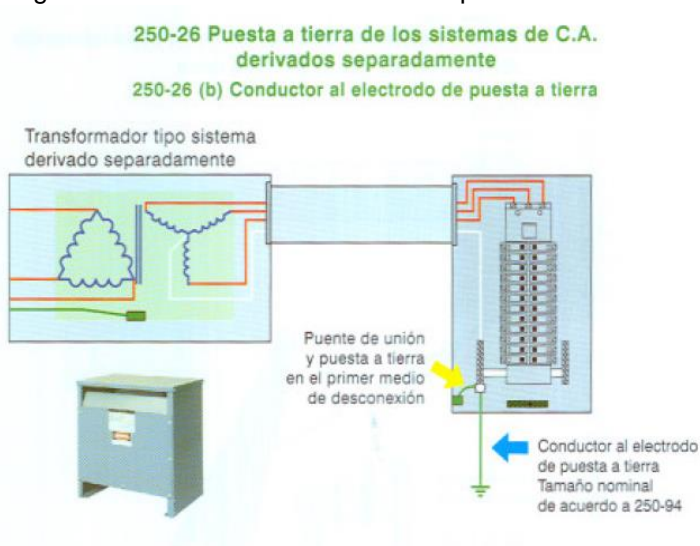 250-26 Puesta a tierra de los sistemas de C.A.
derivados separadamente
250-26 (b) Conductor al electrodo de puesta a tierra
Transformador tipo sistema
derivado separadamente
Puente de unión
y puesta a tierra
en el primer medio
de desconexión
Conductor al electrodo
de puesta a tierra
Tamaño nominal
de acuerdo a 250-94